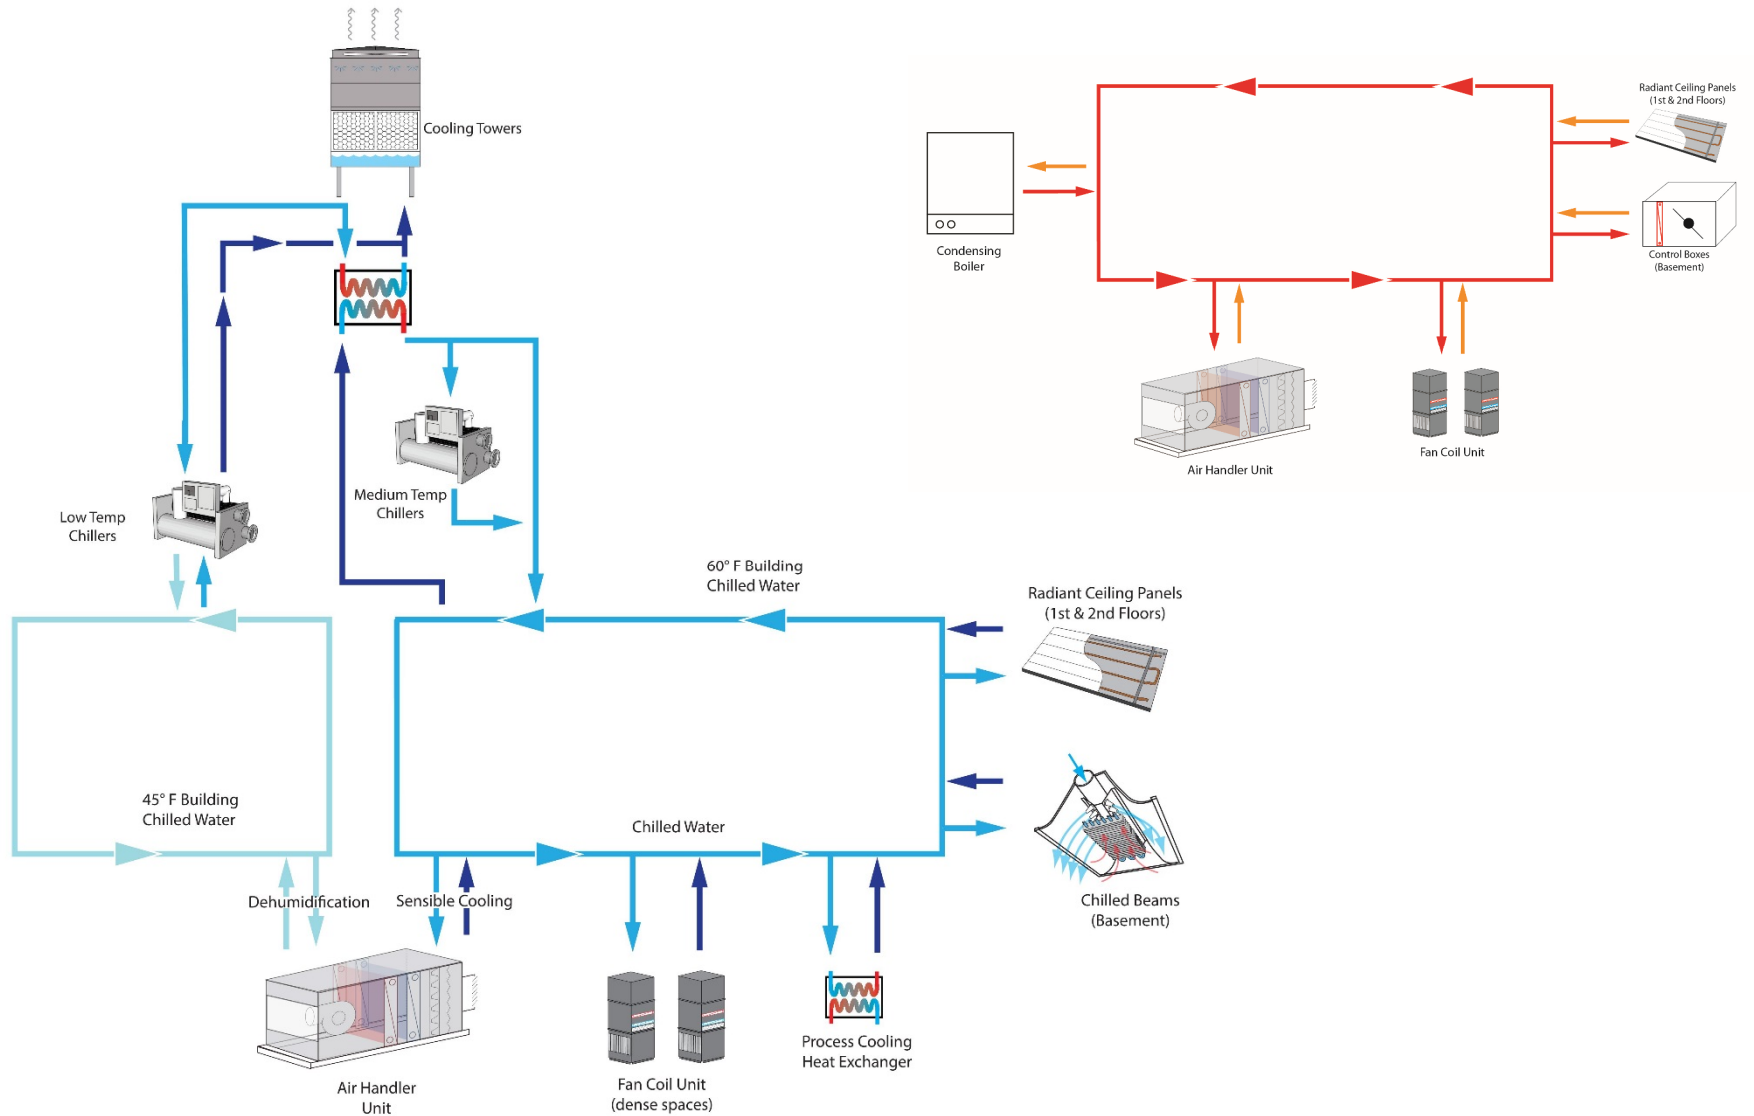 Cooling Towers
Radiant Ceiling Panels
(1st & 2nd Floors)
Condensing
Boiler
Control Boxes
(Basement)
Air Handler Unit
Fan Coil Unit
Low Temp
Chillers
Medium Temp
Chillers
60° F Building
Chilled Water
Radiant Ceiling Panels
(1st & 2nd Floors)
45° F Building
Chilled Water
Chilled Water
Dehumidification
Sensible Cooling
Chilled Beams
(Basement)
Air Handler
Unit
Fan Coil Unit
(dense spaces)
Process Cooling
Heat Exchanger